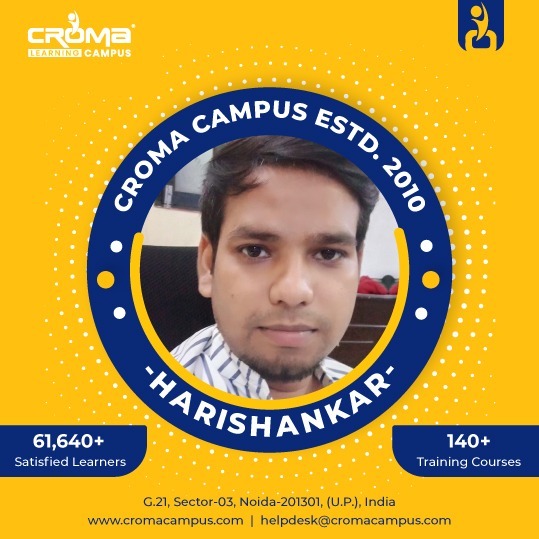 CROMA
LEARNING CAMPUS
CROMA CAMPUS ESTD. 2010
-HARISHANKAR-
61,640+
Satisfied Learners
140+
Training Courses
G.21, Sector-03, Noida-201301, (U.P.), India
www.cromacampus.com | helpdesk@cromacampus.com